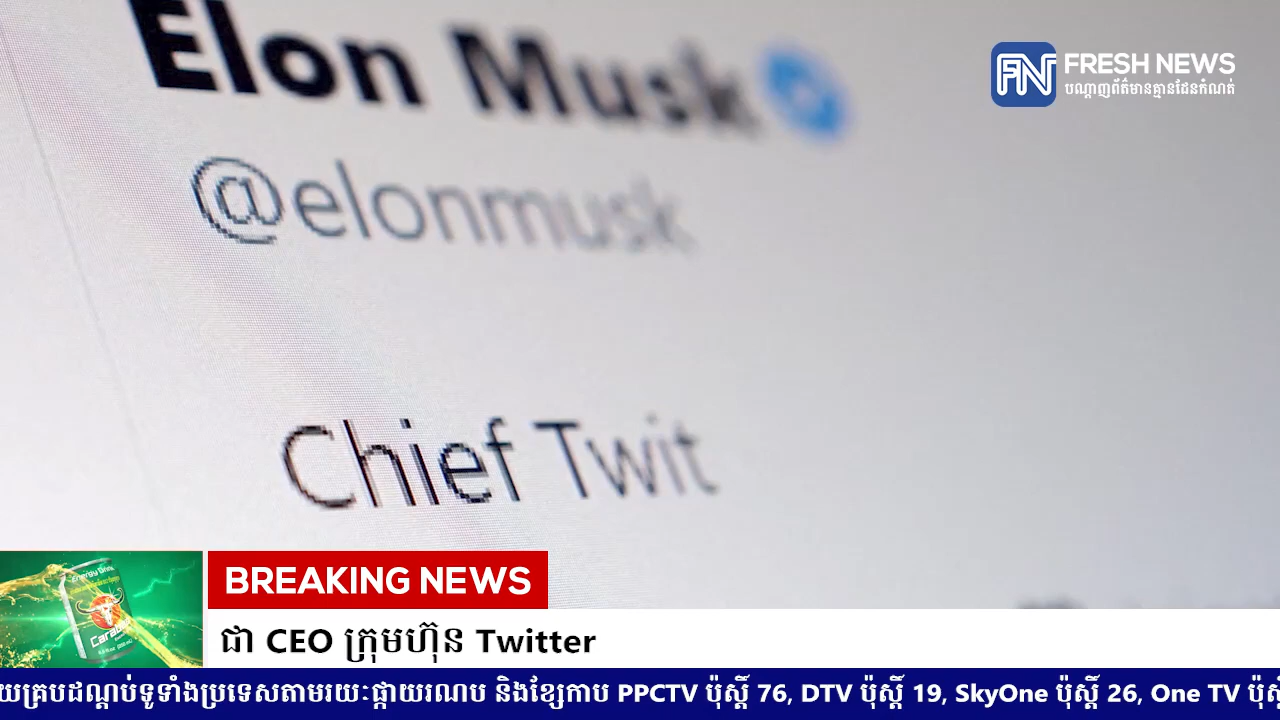 Elon Musk
FRESH NEWS
បណ្ដាញព័ត៌មានគ្មានដែនកំណត់
@elonmusk
Chief Twit
Energy Drink
Carabao
BREAKING NEWS
ជា CEO ក្រុមហ៊ុន Twitter
យគ្របដណ្តប់ទូទាំងប្រទេសតាមរយៈផ្កាយរណប និងខ្សែកាប PPCTV ប៉ុស្តិ៍ 76, DTV ប៉ុស្តិ៍ 19, SkyOne ប៉ុស្តិ៍ 26, One TV ប៉ុស្តិ៍